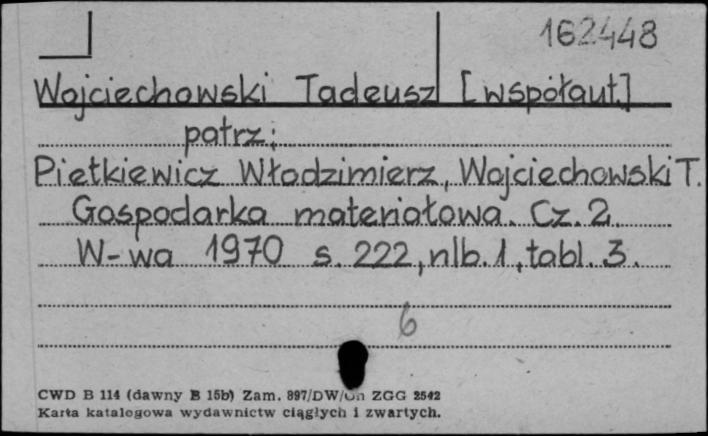 162448
Wojciechowski Tadeusz [współaut.]
patrz:
Pietkiewicz Włodzimierz, Wojciechowski T.
Gospodarka materiałowa. Cz. 2.
W-wa 1970 s. 222, nlb. 1, tabl. 3.
6
CWD B 114 (dawny B 15b) Zam. 897/DW/ ZGG 2542
Karta katalogowa wydawnictw ciągłych i zwartych.